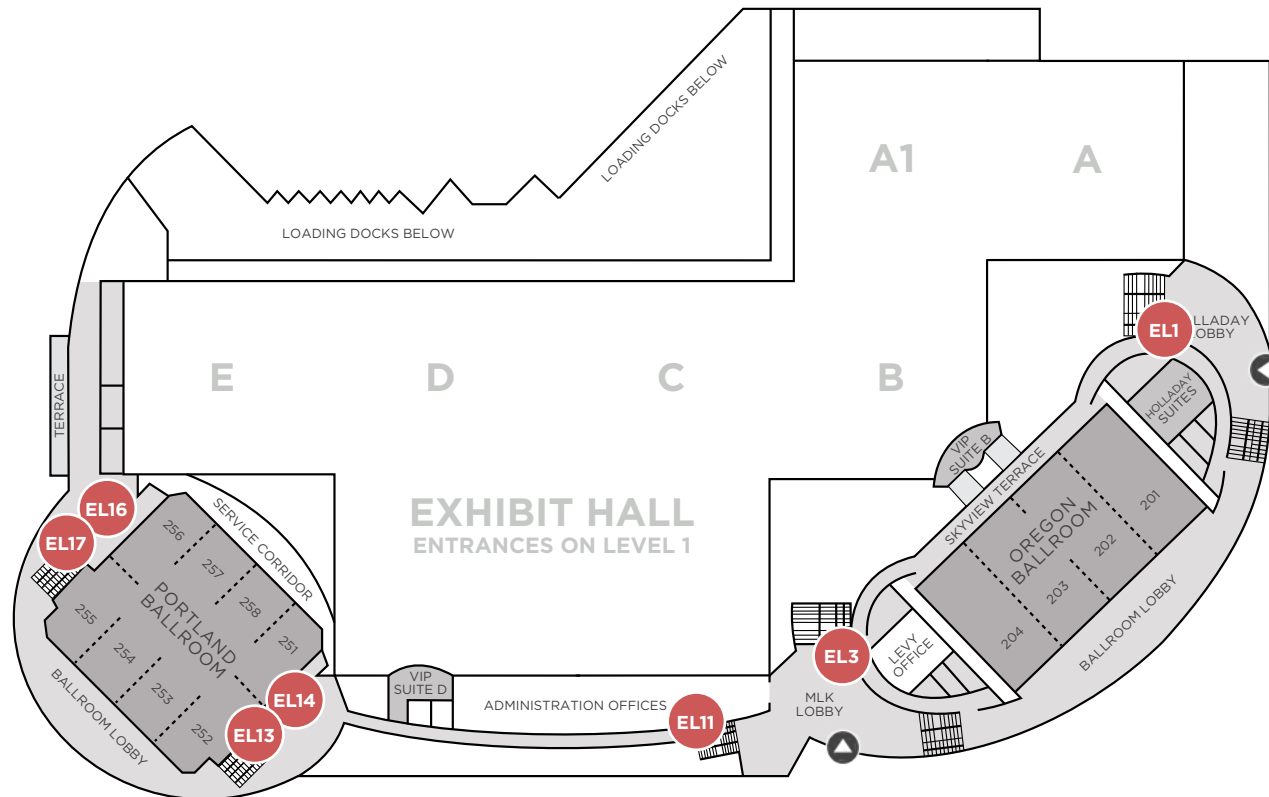 LOADING DOCKS BELOW
LOADING DOCKS BELOW
A1
A
EL1
LLADAY
LOBBY
HOLLADAY
SUITES
TERRACE
E
D
C
B
VIP
SUITE B
SKYVIEW TERRACE
OREGON
BALLROOM
201
202
203
204
BALLROOM LOBBY
EXHIBIT HALL
ENTRANCES ON LEVEL 1
EL16
EL17
SERVICE CORRIDOR
256
257
258
251
PORTLAND
BALLROOM
255
254
253
252
BALLROOM LOBBY
EL14
EL13
VIP
SUITE D
ADMINISTRATION OFFICES
EL11
EL3
LEVY
OFFICE
MLK
LOBBY